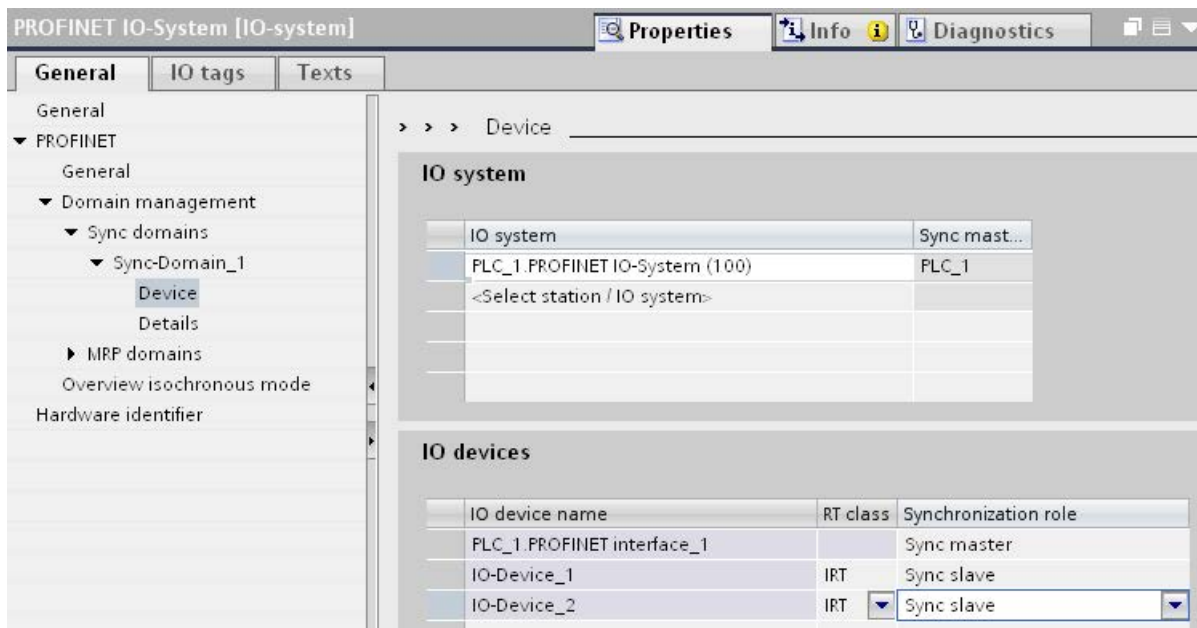 PROFINET IO-System [IO-system]
Properties
Info
Diagnostics
General
IO tags
Texts
General
PROFINET
General
Domain management
Sync domains
Sync-Domain_1
Device
Details
MRP domains
Overview isochronous mode
Hardware identifier
> > > Device
IO system
IO system Sync mast...
PLC_1.PROFINET IO-System (100) PLC_1
<Select station / IO system>
IO devices
IO device name RT class Synchronization role
PLC_1.PROFINET interface_1 Sync master
IO-Device_1 IRT Sync slave
IO-Device_2 IRT Sync slave